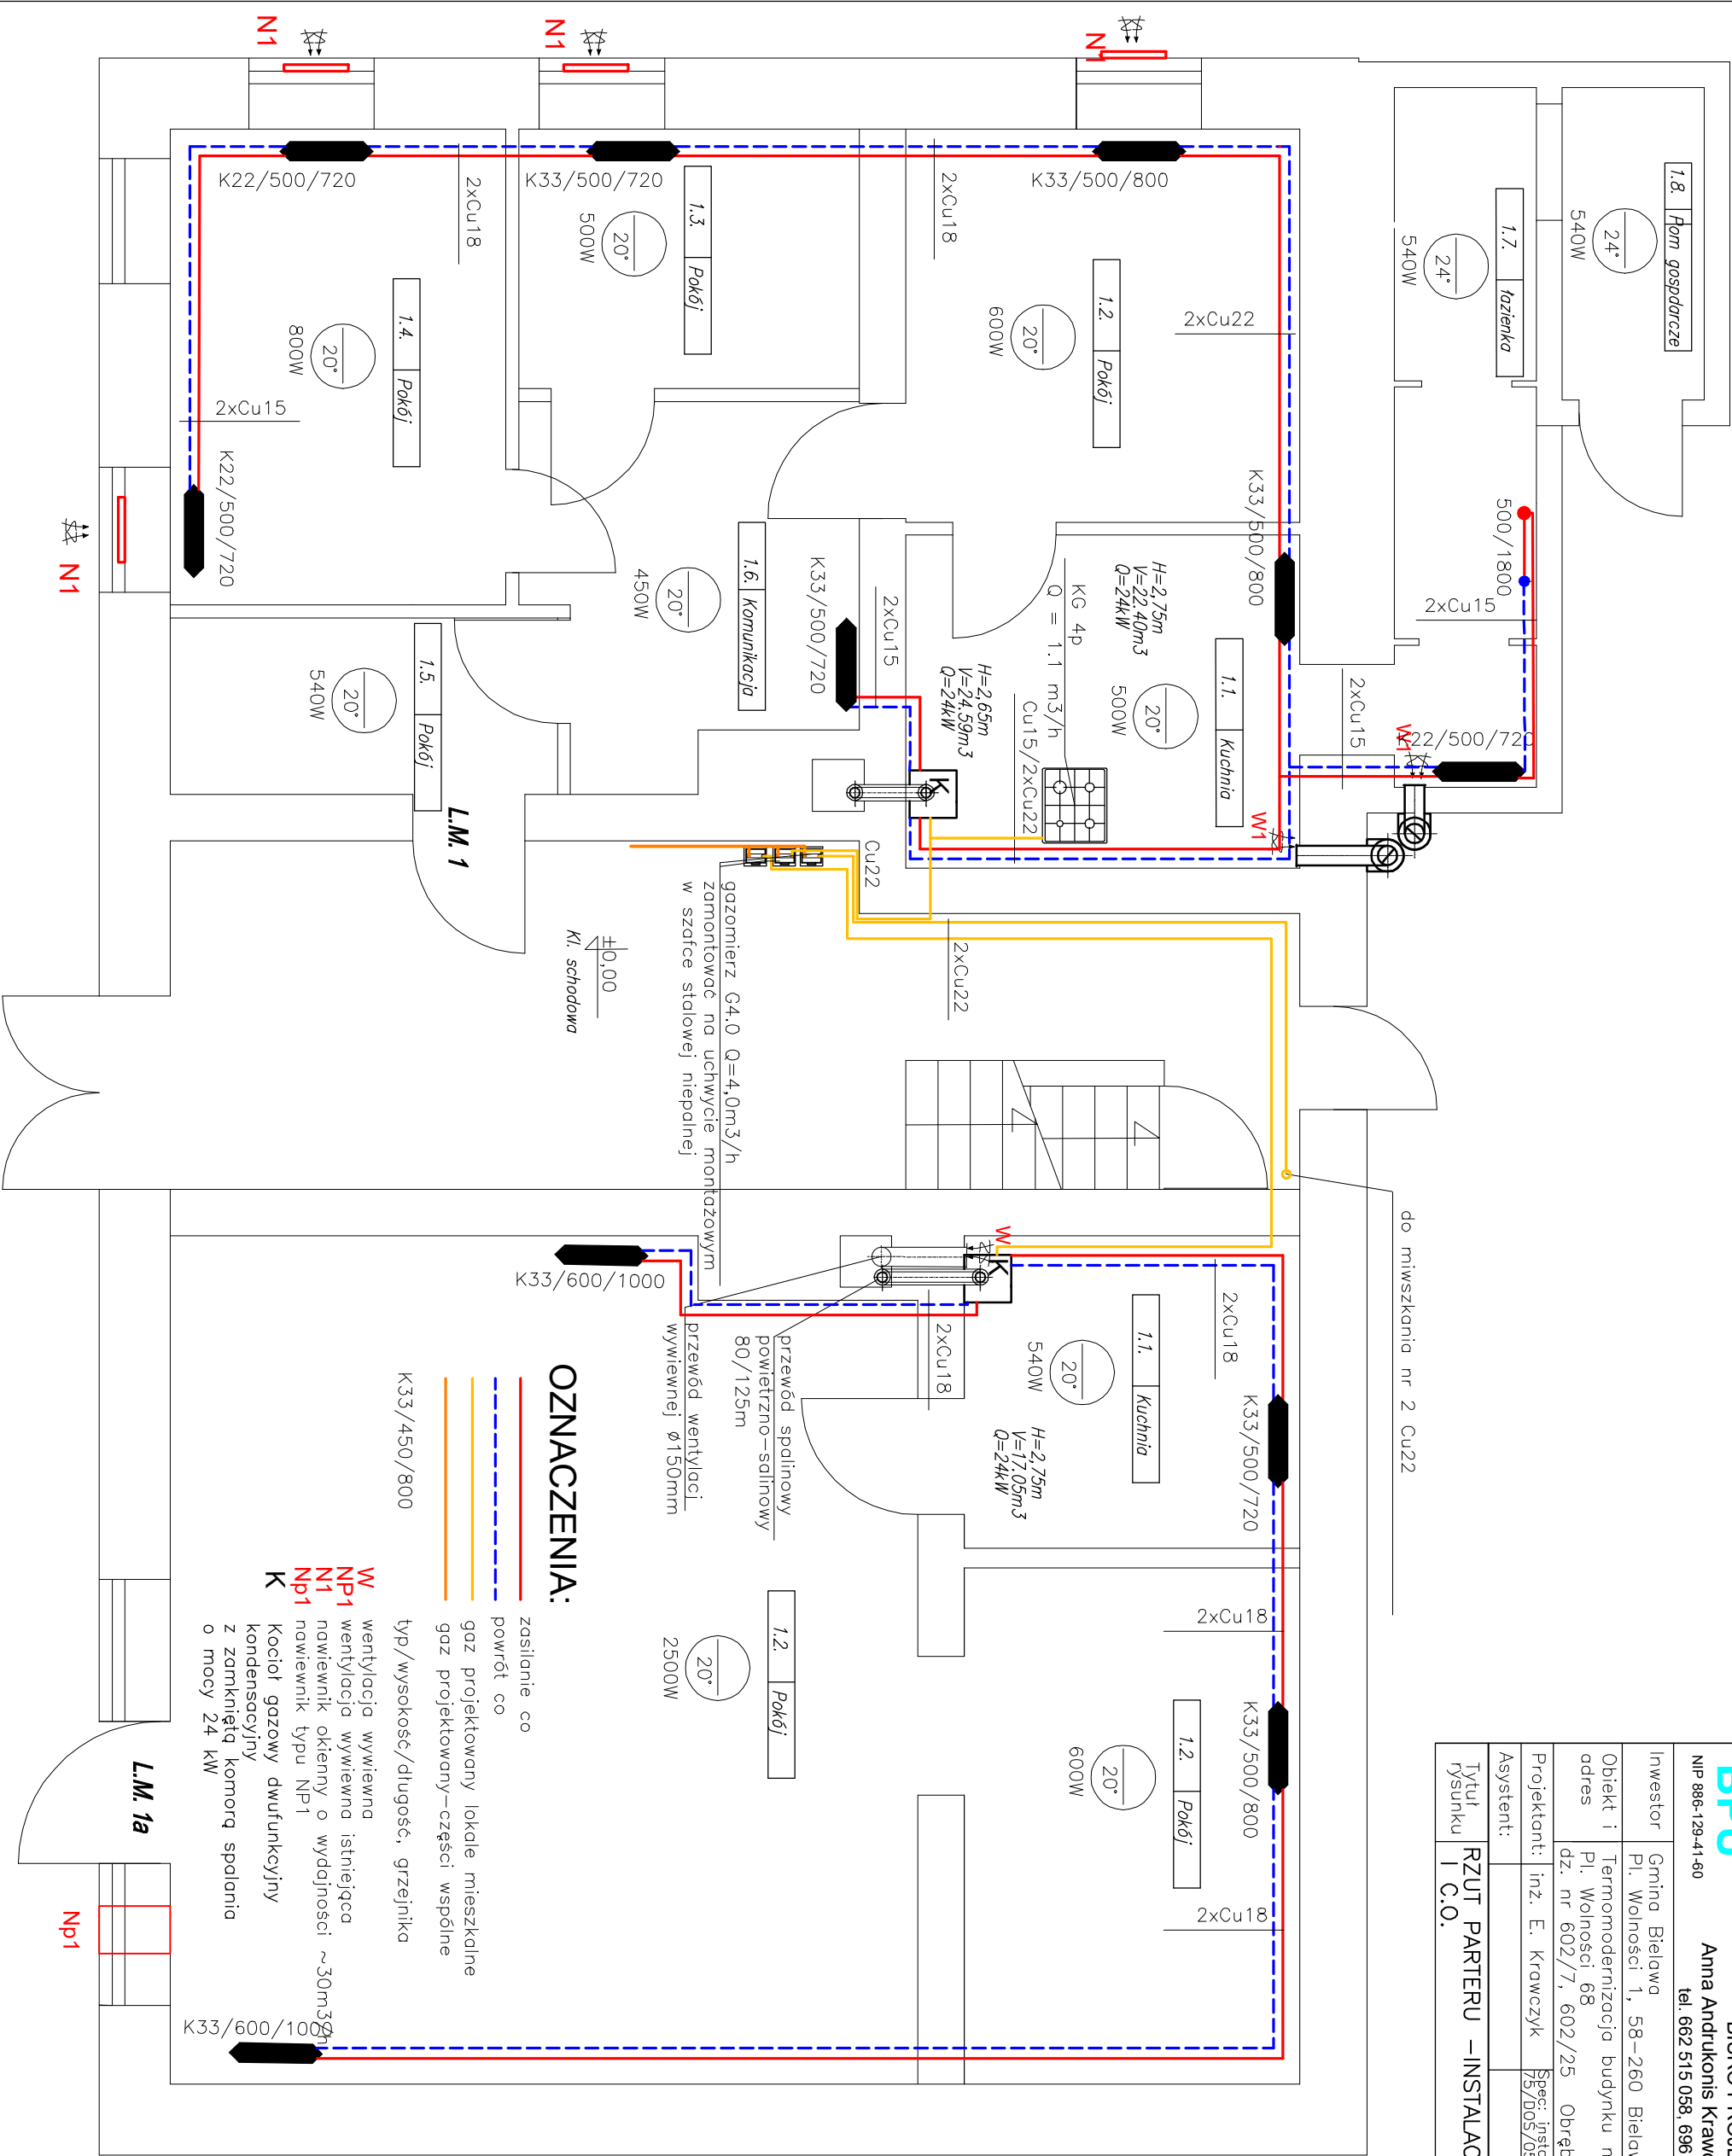 N1
N1
N1
N1
K22/500/720
2xCu18
K33/500/720
2xCu18
K33/500/800
1.8. Pom gospdarcze
24°
540W
1.7. łazienka
24°
540W
1.3. Pokój
20°
500W
1.2. Pokój
20°
600W
2xCu22
1.4. Pokój
20°
800W
2xCu15
K22/500/720
K33/500/800
500/1800
2xCu15
2xCu15
22/500/720
W1
W1
1.6. Komunikacja
20°
450W
K33/500/720
2xCu15
H=2,75m
V=22.40m3
Q=24kW
KG 4p
Q = 1.1 m3/h
1.1. Kuchnia
20°
500W
H=2,65m
V=24.59m3
Q=24kW
Cu15/2xCu22
K
1.5. Pokój
20°
540W
L.M. 1
Cu22
gazomierz G4.0 Q=4,0m3/h
zamontować na uchwycie montażowym
w szafce stalowej niepalnej
±0,00
Kl. schodowa
2xCu22
do miwszkania nr 2 Cu22
W
K
K33/600/1000
2xCu18
2xCu18
1.1. Kuchnia
20°
540W
H=2,75m
V=17.05m3
Q=24kW
K33/500/720
przewód spalinowy
powietrzno-salinowy
80/125m
przewód wentylacj
wywiewnej ø150mm
1.2. Pokój
20°
2500W
2xCu18
1.2. Pokój
20°
600W
K33/500/800
2xCu18
K33/600/1000
OZNACZENIA:
zasilanie co
powrót co
gaz projektowany lokale mieszkalne
gaz projektowany-części wspólne
K33/450/800 typ/wysokość/długość, grzejnika
W wentylacja wywiewna
NP1 wentylacja wywiewna istniejąca
N1 nawiewnik okienny o wydajności ~30m3/h
Np1 nawiewnik typu NP1
K Kocioł gazowy dwufunkcyjny
kondensacyjny
z zamkniętą komorą spalania
o mocy 24 kW
L.M. 1a
Np1
NIP 886-129-41-60
Anna Andrukonis Kraw
tel. 662 515 058, 696
Inwestor
Gmina Bielawa
Pl. Wolności 1, 58-260 Biela
Obiekt i
adres
Termomodernizacja budynku
Pl. Wolności 68
dz. nr 602/7, 602/25 Obręb
Projektant: inż. E. Krawczyk
Spec: insta
75/DOŚ/05
Asystent:
Tytuł
rysunku
RZUT PARTERU -INSTALAC
I C.O.